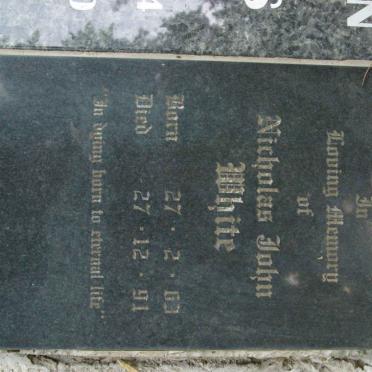 In
Loving Memory
of
Nicholas John
White
Born 27 · 2 · 63
Died 27 · 12 · 91
"In dying born to eternal life"